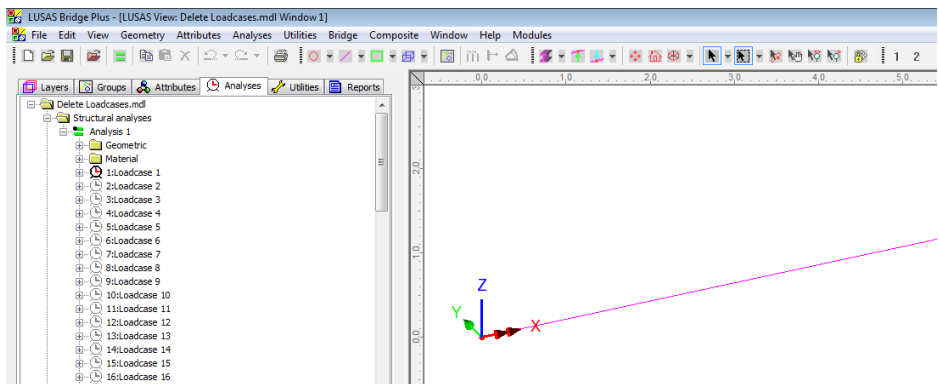 LUSAS Bridge Plus - [LUSAS View: Delete Loadcases.mdl Window 1]
File Edit View Geometry Attributes Analyses Utilities Bridge Composite Window Help Modules
1 2
Layers Groups Attributes Analyses Utilities Reports
0,0 1,0 2,0 3,0 4,0 5,0
Delete Loadcases.mdl
Structural analyses
Analysis 1
Geometric
Material
1:Loadcase 1
2:Loadcase 2
3:Loadcase 3
4:Loadcase 4
5:Loadcase 5
6:Loadcase 6
7:Loadcase 7
8:Loadcase 8
9:Loadcase 9
10:Loadcase 10
11:Loadcase 11
12:Loadcase 12
13:Loadcase 13
14:Loadcase 14
15:Loadcase 15
16:Loadcase 16
2,0
1,0
0,0
Z
Y
X